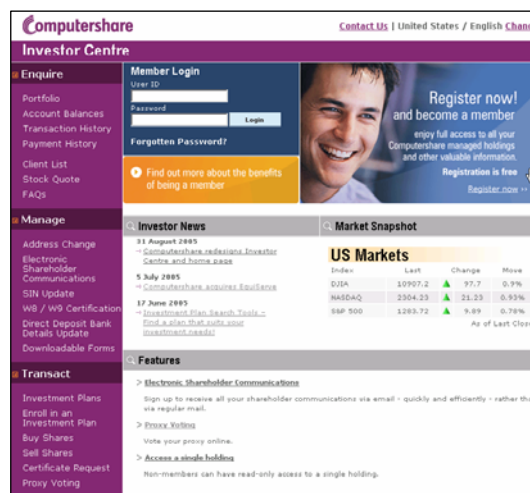 Computershare
Contact Us | United States / English
Investor Centre
Enquire
Portfolio
Account Balances
Transaction History
Payment History
Client List
Stock Quote
FAQs
Manage
Address Change
Electronic
Shareholder
Communications
SIN Update
W8 / W9 Certification
Direct Deposit Bank
Details Update
Downloadable Forms
Transact
Investment Plans
Enroll in an
Investment Plan
Buy Shares
Sell Shares
Certificate Request
Proxy Voting
Member Login
User ID
Password
Login
Forgotten Password?
Find out more about the benefits
of being a member
Register now!
and become a member
enjoy full access to all your
Computershare managed holdings
and other valuable information.
Registration is free
Register now
Investor News
31 August 2005
Computershare redesigns Investor
Centre and home page
5 July 2005
Computershare acquires EquiServe
17 June 2005
Investment Plan Search Tools -
Find a plan that suits your
investment needs!
Market Snapshot
US Markets
Index Last Change Move
DJIA 10907.2 97.7 0.9%
NASDAQ 2304.23 21.23 0.93%
S&P 500 1283.72 9.89 0.78%
As of Last
Features
> Electronic Shareholder Communications
Sign up to receive all your shareholder communications via email - quickly and efficiently - rather
via regular mail.
> Proxy Voting
Vote your proxy online.
> Access a single holding
Non-members can have read-only access to a single holding.